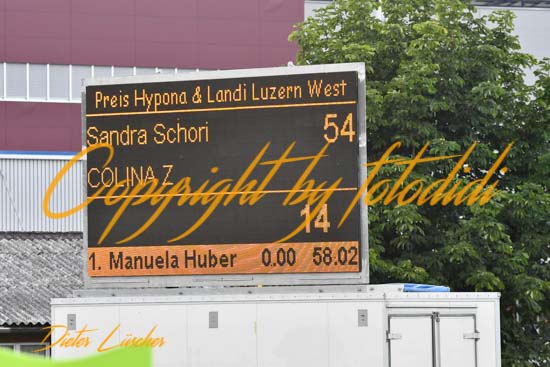 Preis Hypona & Landi Luzern West
Sandra Schori 54
COLINA Z
Copyright by fotodidi
14
1. Manuela Huber 0.00 58.02
Dieter Lüscher